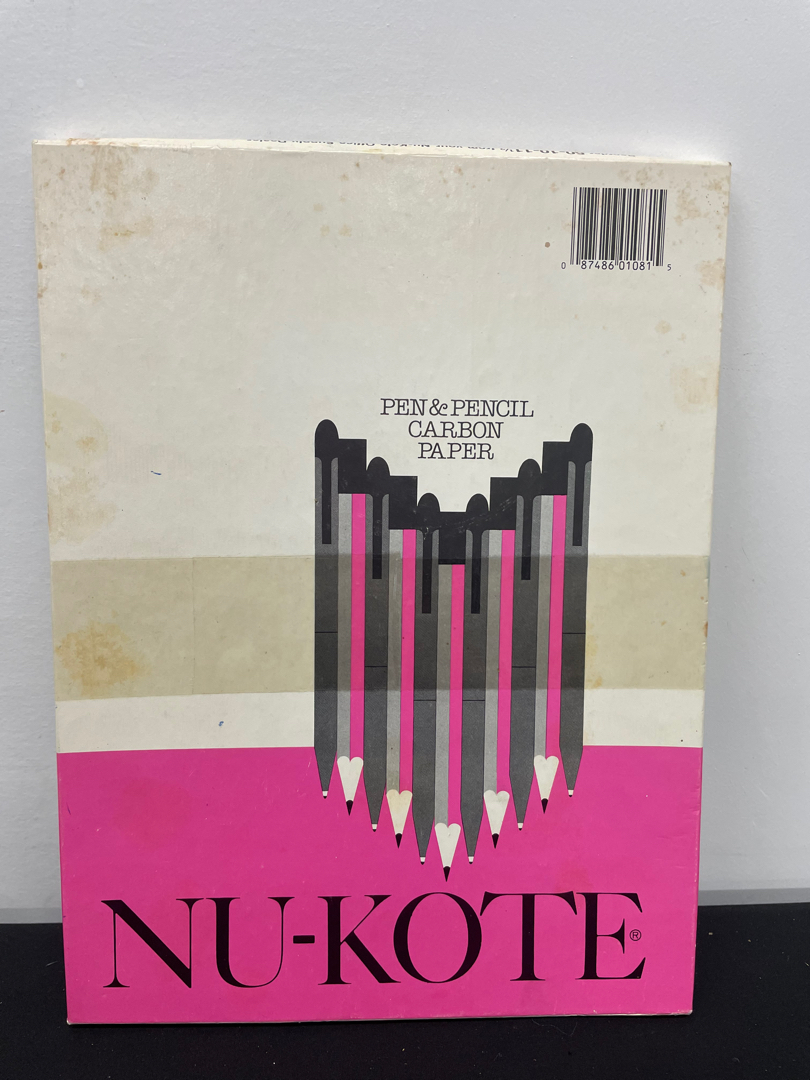 0 87486 01081 5
PEN & PENCIL
CARBON
PAPER
NU-KOTE®